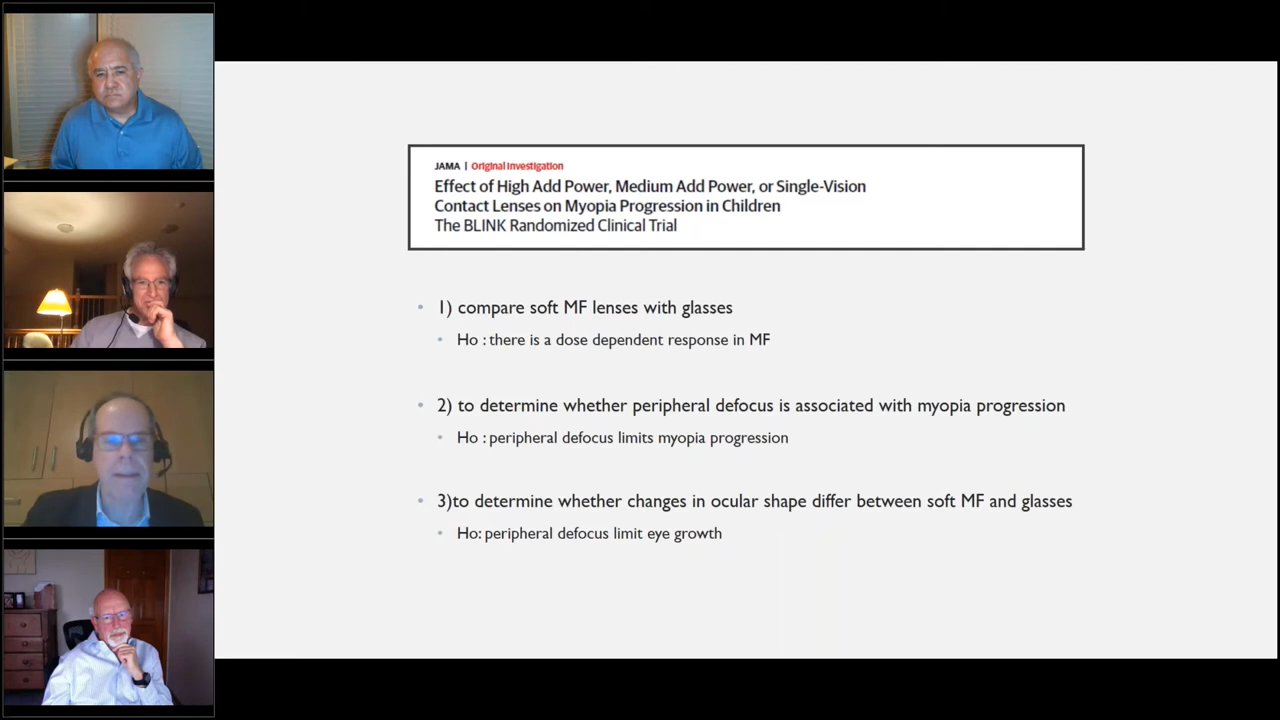 JAMA | Original Investigation
Effect of High Add Power, Medium Add Power, or Single-Vision
Contact Lenses on Myopia Progression in Children
The BLINK Randomized Clinical Trial
• 1) compare soft MF lenses with glasses
• Ho : there is a dose dependent response in MF
• 2) to determine whether peripheral defocus is associated with myopia progression
• Ho : peripheral defocus limits myopia progression
• 3)to determine whether changes in ocular shape differ between soft MF and glasses
• Ho: peripheral defocus limit eye growth